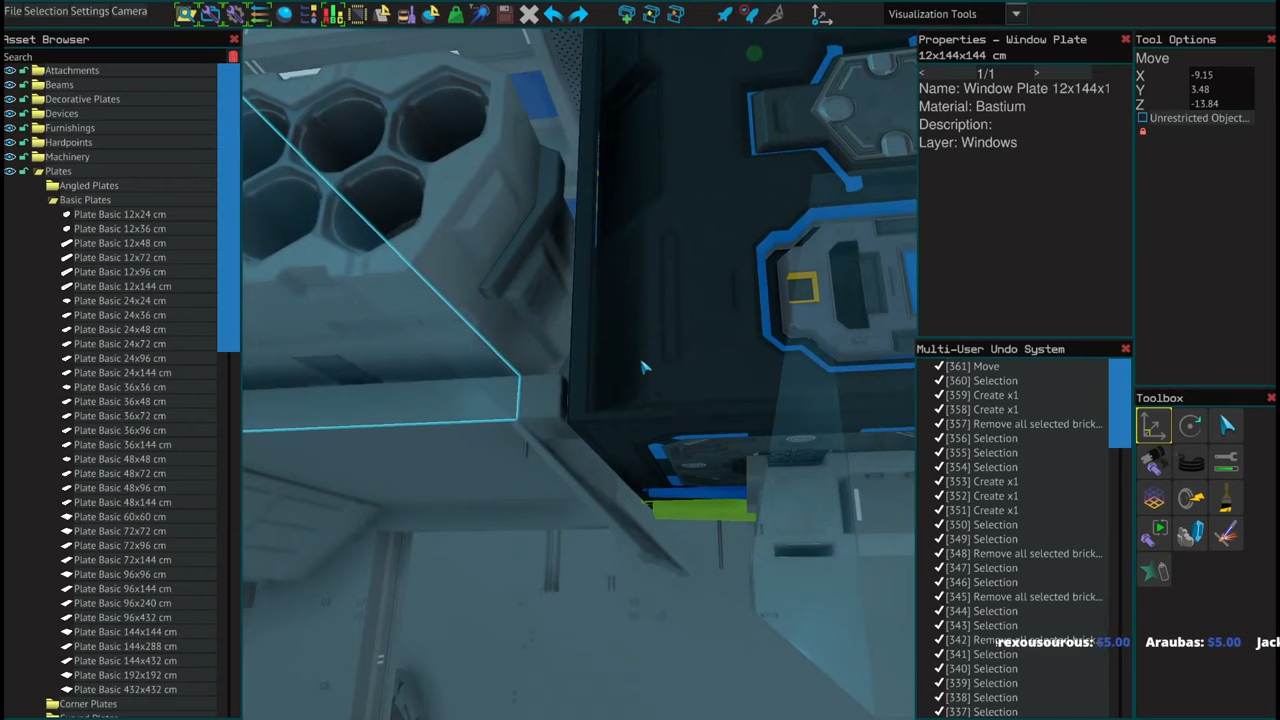 File Selection Settings Camera
Visualization Tools
Asset Browser
Search
Attachments
Beams
Decorative Plates
Devices
Furnishings
Hardpoints
Machinery
Plates
Angled Plates
Basic Plates
Plate Basic 12x24 cm
Plate Basic 12x36 cm
Plate Basic 12x48 cm
Plate Basic 12x72 cm
Plate Basic 12x96 cm
Plate Basic 12x144 cm
Plate Basic 24x24 cm
Plate Basic 24x36 cm
Plate Basic 24x48 cm
Plate Basic 24x72 cm
Plate Basic 24x96 cm
Plate Basic 24x144 cm
Plate Basic 36x36 cm
Plate Basic 36x48 cm
Plate Basic 36x72 cm
Plate Basic 36x96 cm
Plate Basic 36x144 cm
Plate Basic 48x48 cm
Plate Basic 48x72 cm
Plate Basic 48x96 cm
Plate Basic 48x144 cm
Plate Basic 60x60 cm
Plate Basic 72x72 cm
Plate Basic 72x96 cm
Plate Basic 72x144 cm
Plate Basic 96x96 cm
Plate Basic 96x144 cm
Plate Basic 96x240 cm
Plate Basic 96x432 cm
Plate Basic 144x144 cm
Plate Basic 144x288 cm
Plate Basic 144x432 cm
Plate Basic 192x192 cm
Plate Basic 432x432 cm
Corner Plates
Curved Plates
Properties - Window Plate
12x144x144 cm
< 1/1 >
Name: Window Plate 12x144x1
Material: Bastium
Description:
Layer: Windows
Multi-User Undo System
[361] Move
[360] Selection
[359] Create x1
[358] Create x1
[357] Remove all selected brick...
[356] Selection
[355] Selection
[354] Selection
[353] Create x1
[352] Create x1
[351] Create x1
[350] Selection
[349] Selection
[348] Remove all selected brick...
[347] Selection
[346] Selection
[345] Remove all selected brick...
[344] Selection
[343] Selection
[342] Remove all selected brick...
[341] Selection
[340] Selection
[339] Selection
[338] Selection
[337] Selection
Tool Options
Move
X -9.15
Y 3.48
Z -13.84
Unrestricted Object...
Toolbox
rexousourous: $5.00 Araubas: $5.00 Jack